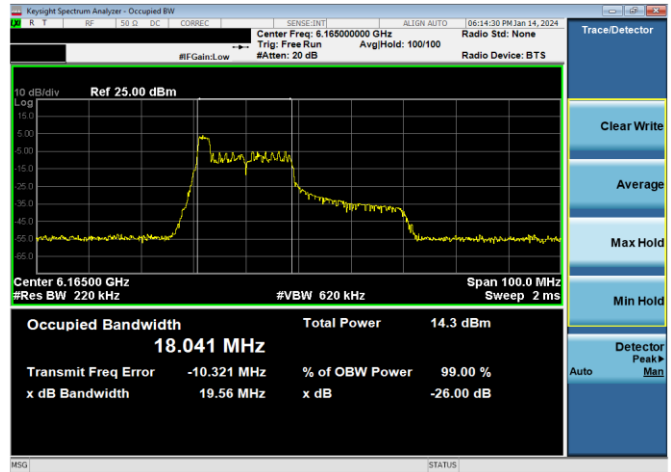 Keysight Spectrum Analyzer - Occupied BW
R T RF 50 Ω DC CORREC SENSE:INT ALIGN AUTO 06:14:30 PM Jan 14, 2024
Center Freq: 6.165000000 GHz Radio Std: None
Trig: Free Run Avg|Hold: 100/100
#IFGain:Low #Atten: 20 dB Radio Device: BTS
Trace/Detector
10 dB/div Ref 25.00 dBm
Log
15.0
5.00
-5.00
-15.0
-25.0
-35.0
-45.0
-55.0
-65.0
Center 6.16500 GHz Span 100.0 MHz
#Res BW 220 kHz #VBW 620 kHz Sweep 2 ms
Occupied Bandwidth Total Power 14.3 dBm
18.041 MHz
Transmit Freq Error -10.321 MHz % of OBW Power 99.00 %
x dB Bandwidth 19.56 MHz x dB -26.00 dB
Clear Write
Average
Max Hold
Min Hold
Detector
Peak▶
Auto Man
MSG STATUS